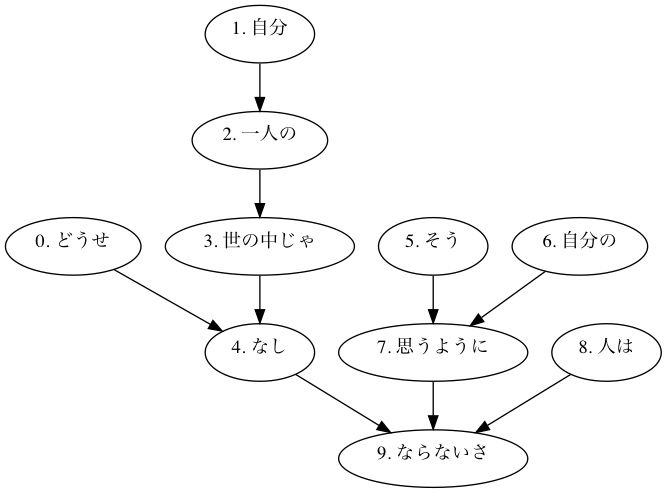 1. 自分
2. 一人の
0. どうせ
3. 世の中じゃ
5. そう
6. 自分の
4. なし
7. 思うように
8. 人は
9. ならないさ